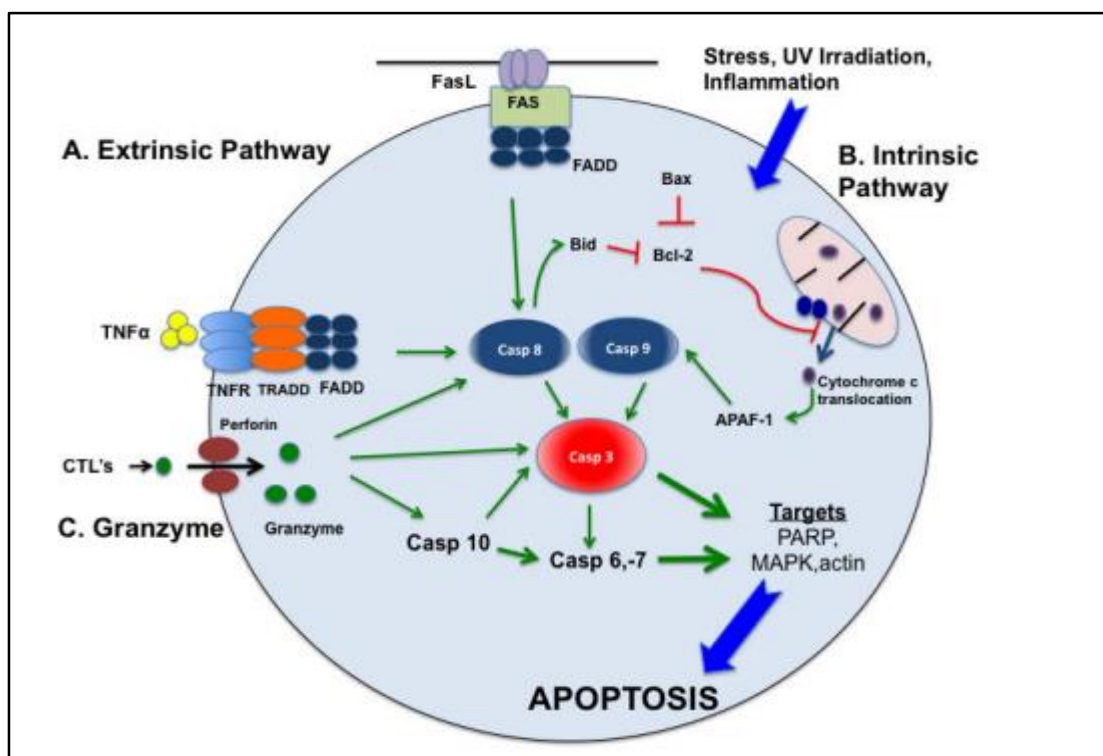 Stress, UV Irradiation,
Inflammation
FasL
FAS
A. Extrinsic Pathway
FADD
B. Intrinsic
Pathway
Bax
Bid
Bcl-2
TNFα
Casp 8
Casp 9
TNFR TRADD FADD
Cytochrome c
translocation
APAF-1
Perforin
CTL's
Casp 3
C. Granzyme
Granzyme
Targets
PARP,
MAPK,actin
Casp 10
Casp 6,-7
APOPTOSIS